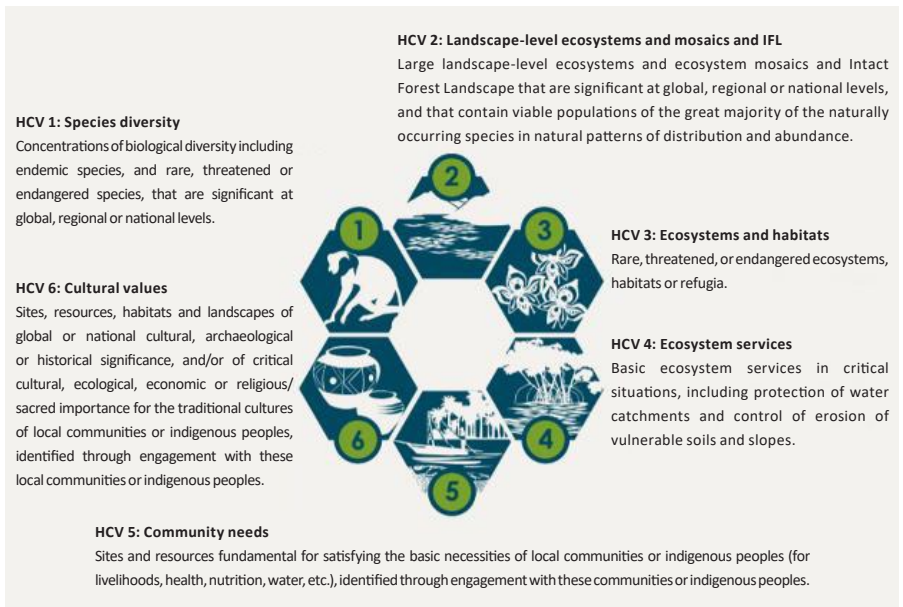 HCV 2: Landscape-level ecosystems and mosaics and IFL
Large landscape-level ecosystems and ecosystem mosaics and Intact
Forest Landscape that are significant at global, regional or national levels,
and that contain viable populations of the great majority of the naturally
occurring species in natural patterns of distribution and abundance.
HCV 1: Species diversity
Concentrations of biological diversity including
endemic species, and rare, threatened or
endangered species, that are significant at
global, regional or national levels.
2
1
3
HCV 3: Ecosystems and habitats
Rare, threatened, or endangered ecosystems,
habitats or refugia.
HCV 6: Cultural values
Sites, resources, habitats and landscapes of
global or national cultural, archaeological
or historical significance, and/or of critical
cultural, ecological, economic or religious/
sacred importance for the traditional cultures
of local communities or indigenous peoples,
identified through engagement with these
local communities or indigenous peoples.
HCV 4: Ecosystem services
Basic ecosystem services in critical
situations, including protection of water
catchments and control of erosion of
vulnerable soils and slopes.
6
4
5
HCV 5: Community needs
Sites and resources fundamental for satisfying the basic necessities of local communities or indigenous peoples (for
livelihoods, health, nutrition, water, etc.), identified through engagement with these communities or indigenous peoples.